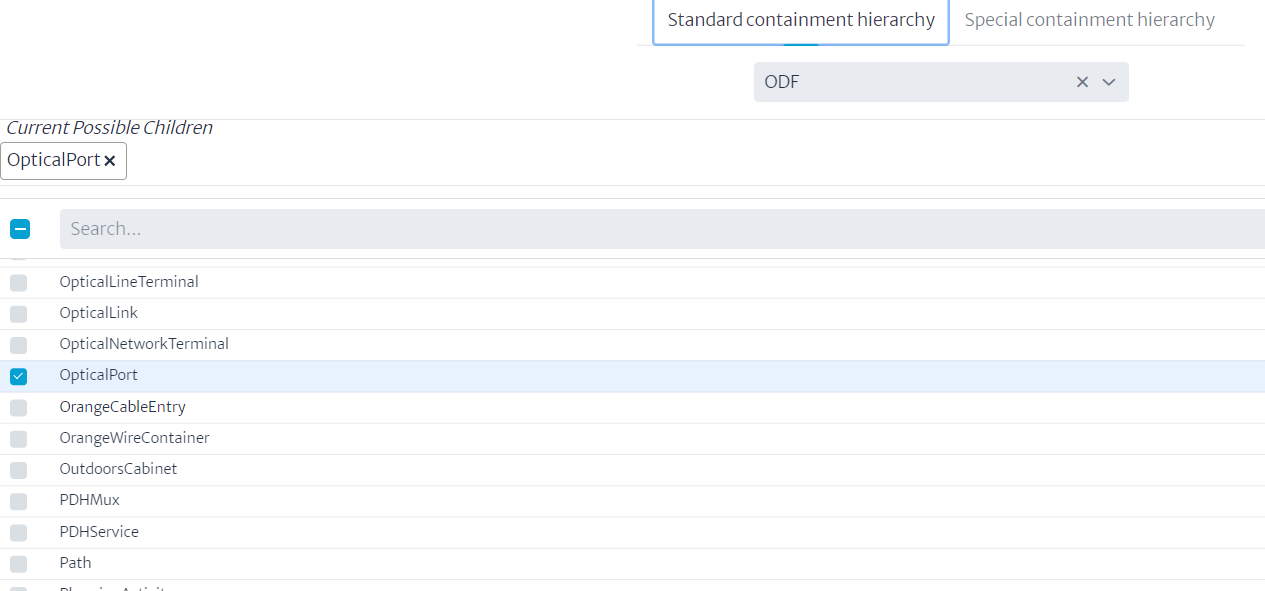 Standard containment hierarchy Special containment hierarchy
ODF
Current Possible Children
OpticalPort
Search...
OpticalLineTerminal
OpticalLink
OpticalNetworkTerminal
OpticalPort
OrangeCableEntry
OrangeWireContainer
OutdoorsCabinet
PDHMux
PDHService
Path